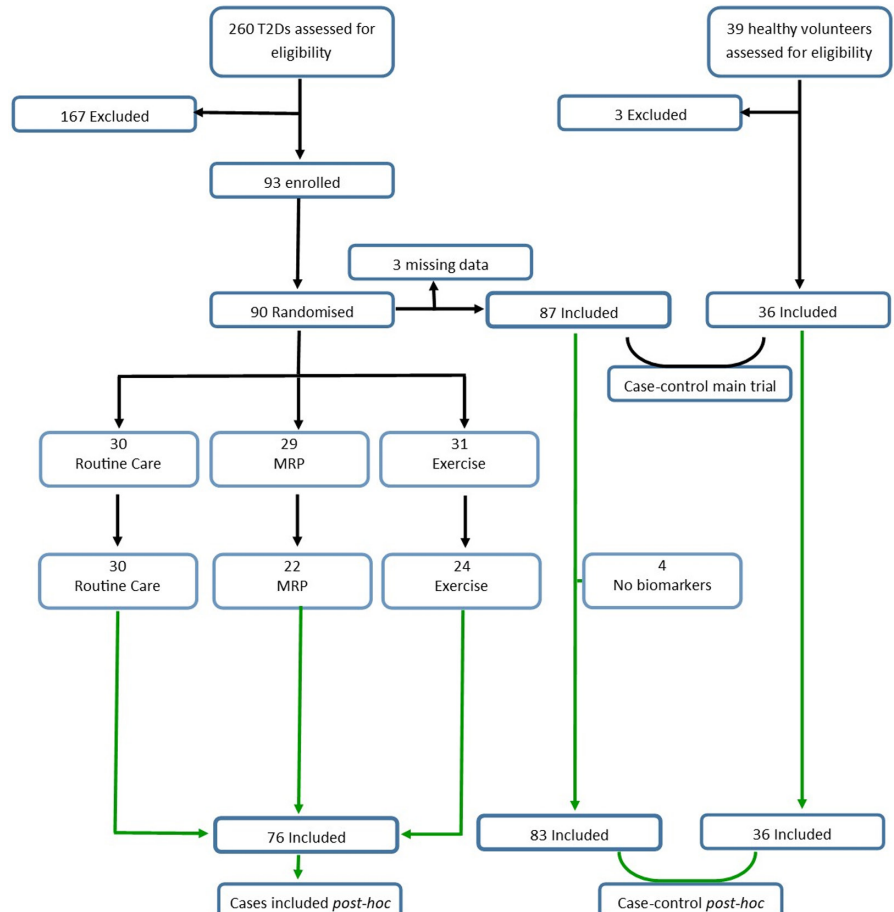 260 T2Ds assessed for
eligibility
39 healthy volunteers
assessed for eligibility
167 Excluded
3 Excluded
93 enrolled
3 missing data
90 Randomised
87 Included
36 Included
Case-control main trial
30
Routine Care
29
MRP
31
Exercise
30
Routine Care
22
MRP
24
Exercise
4
No biomarkers
76 Included
83 Included
36 Included
Cases included post-hoc
Case-control post-hoc